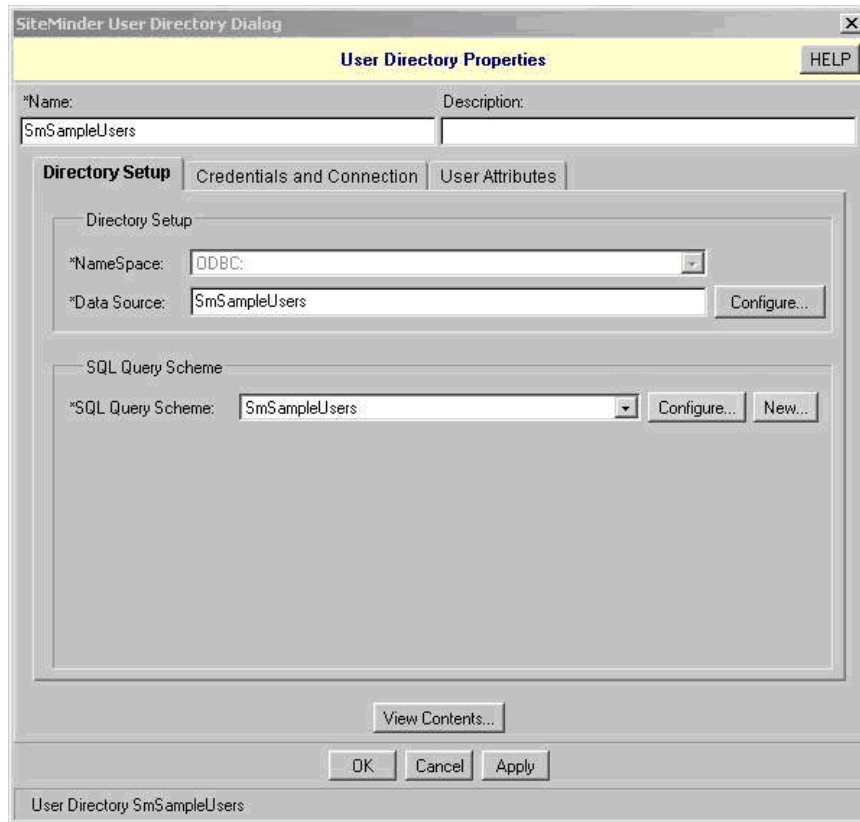 SiteMinder User Directory Dialog
User Directory Properties
HELP
*Name:
Description:
SmSampleUsers
Directory Setup
Credentials and Connection
User Attributes
Directory Setup
*NameSpace:
ODBC:
*Data Source:
SmSampleUsers
Configure...
SQL Query Scheme
*SQL Query Scheme:
SmSampleUsers
Configure...
New...
View Contents...
OK
Cancel
Apply
User Directory SmSampleUsers